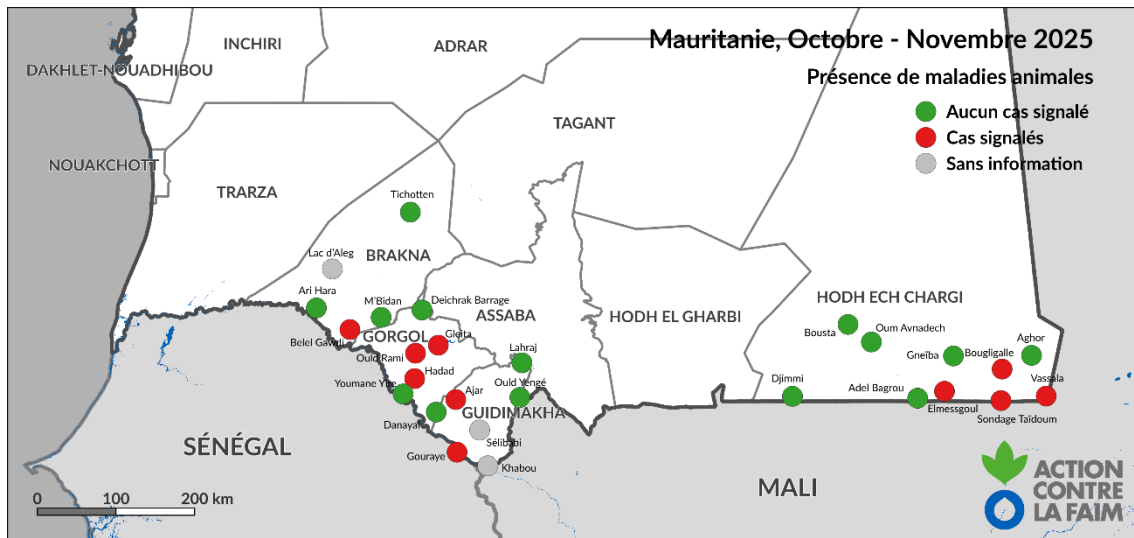 Mauritanie, Octobre - Novembre 2025
Présence de maladies animales
Aucun cas signalé
Cas signalés
Sans information
INCHIRI
ADRAR
DAKHLET-NOUADHIBOU
TAGANT
NOUAKCHOTT
TRARZA
Tichotten
BRAKNA
Lac d'Aleg
Ari Hara
M'Bidan
Deichrak Barrage
ASSABA
HODH EL GHARBI
HODH ECH CHARGI
Belel Gawdi
GORGOL
Gleita
Ould Rami
Lahraj
Hadad
Youmane Yire
Ajar
Ould Yengé
GUIDIMAKHA
Danayal
Sélibabi
Gouraye
Khabou
Bousta
Oum Avnadech
Gneïba
Bougligalle
Aghor
Djimmi
Adel Bagrou
Vassala
Elmessgoul
Sondage Taïdoum
SÉNÉGAL
MALI
0 100 200 km
ACTION
CONTRE
LA FAIM